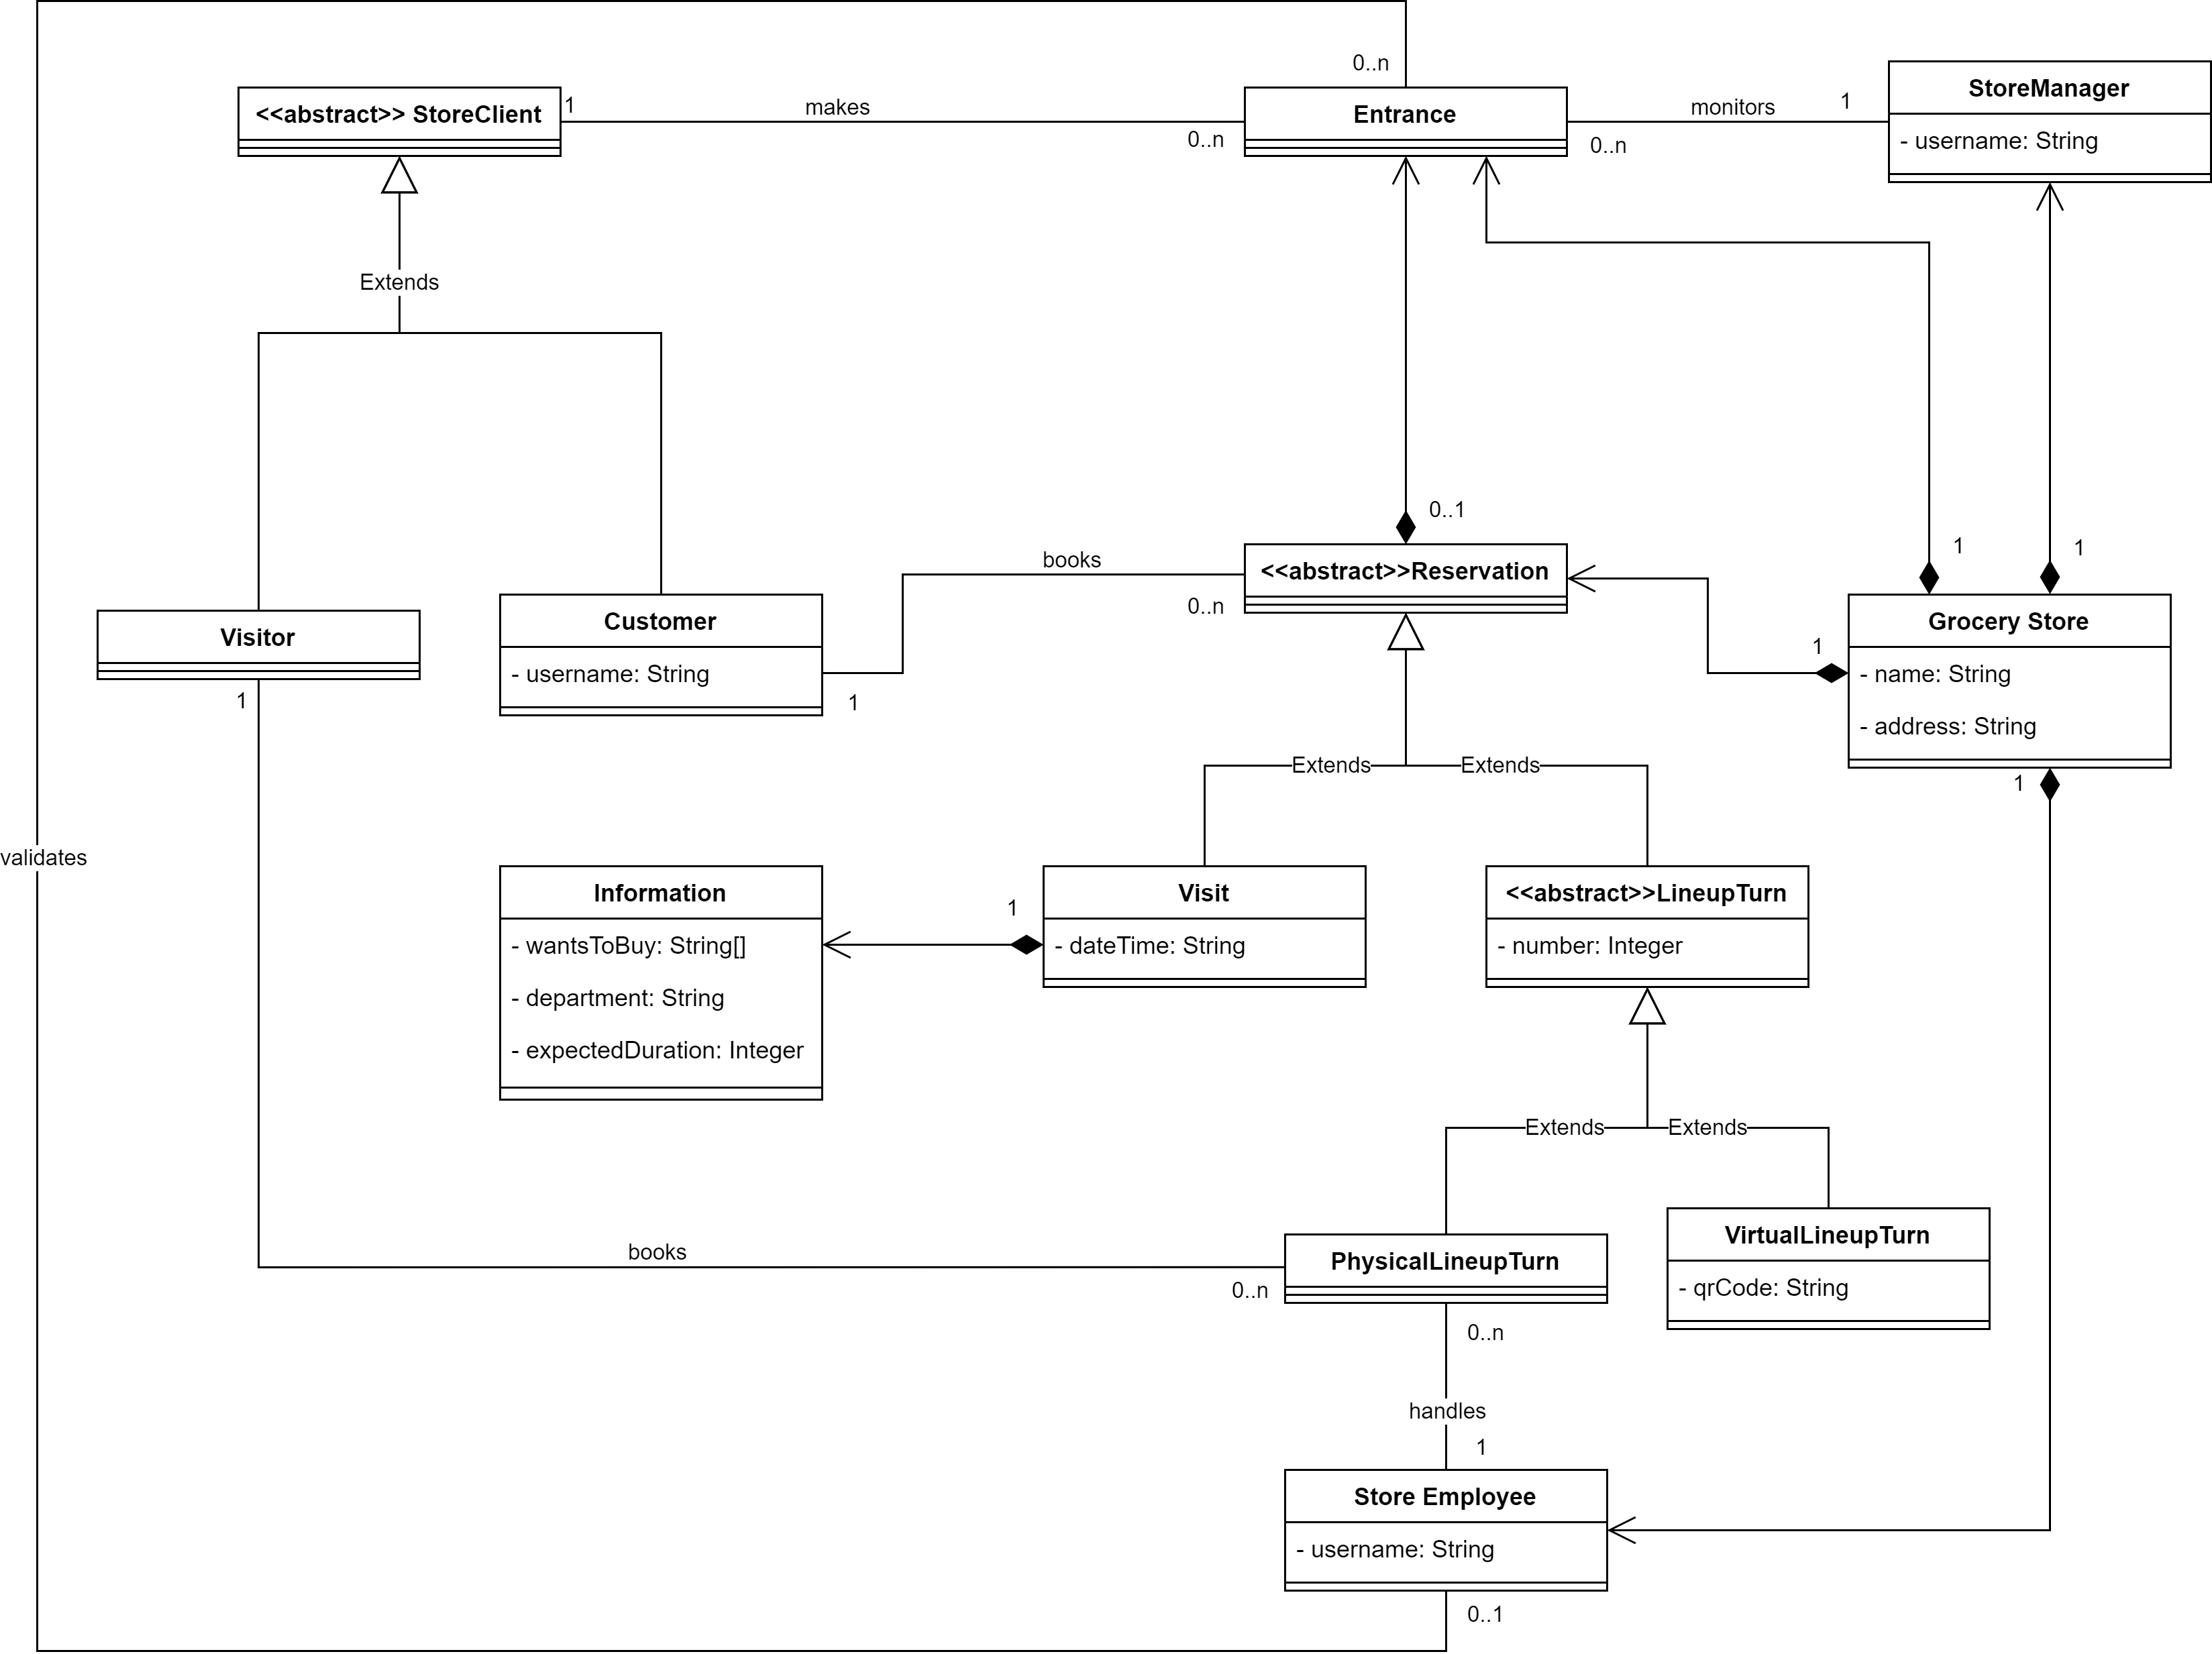 0..n
<<abstract>> StoreClient
1
makes
0..n
Entrance
monitors
0..n
1
StoreManager
- username: String
Extends
0..1
1
1
books
0..n
<<abstract>>Reservation
Visitor
1
Customer
- username: String
1
1
Grocery Store
- name: String
- address: String
1
Extends
Extends
validates
Information
- wantsToBuy: String[]
- department: String
- expectedDuration: Integer
1
Visit
- dateTime: String
<<abstract>>LineupTurn
- number: Integer
Extends
Extends
books
0..n
PhysicalLineupTurn
0..n
VirtualLineupTurn
- qrCode: String
handles
1
Store Employee
- username: String
0..1